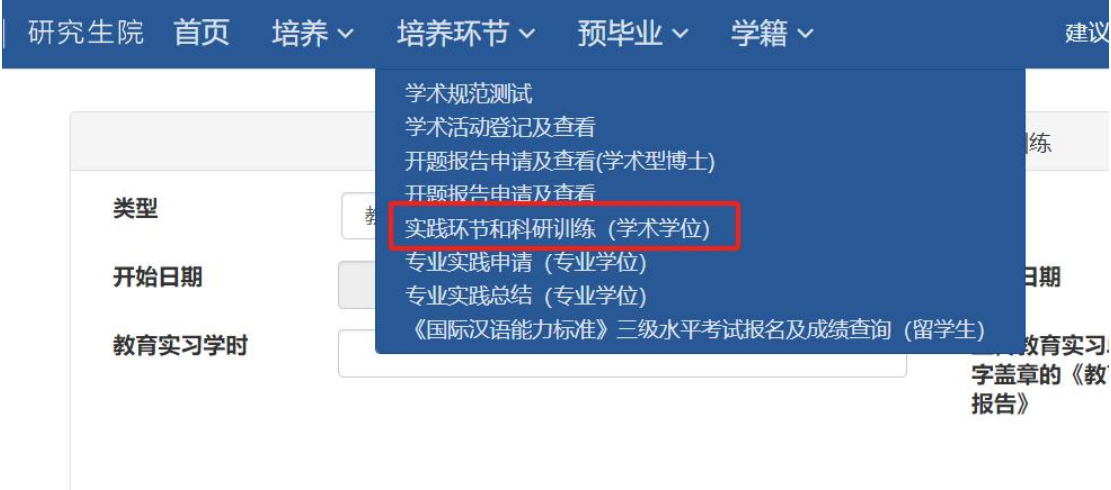 研究生院 首页 培养 培养环节 预毕业 学籍 建议
学术规范测试
学术活动登记及查看
开题报告申请及查看(学术型博士)
开题报告申请及查看
实践环节和科研训练（学术学位)
专业实践申请（专业学位)
专业实践总结（专业学位)
《国际汉语能力标准》三级水平考试报名及成绩查询（留学生）
练
类型
开始日期
日期
教育实习学时
教育实习
字盖章的《教
报告》